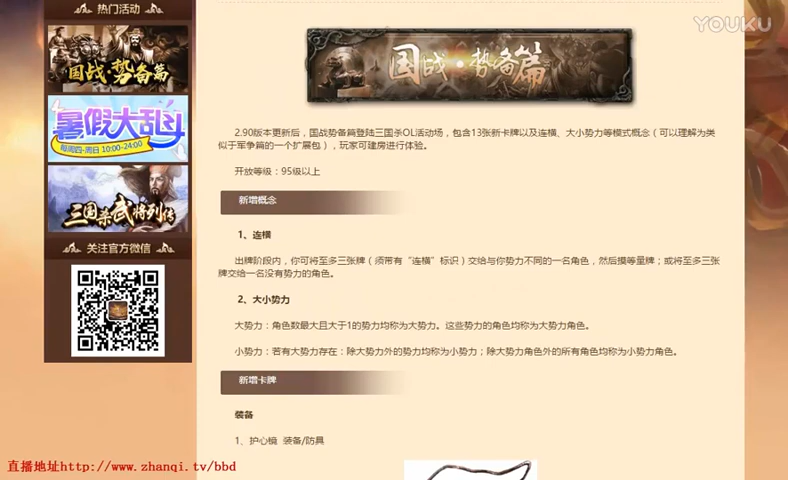 热门活动
YOUKU
国战·势备篇
国战·势备篇
暑假大乱斗
每周四-周日 10:00-24:00
三国杀武将列传
关注官方微信
2.90版本更新后，国战势备篇登陆三国杀OL活动场，包含13张新卡牌以及连横、大小势力等模式概念（可以理解为类
似于军争篇的一个扩展包），玩家可建房进行体验。
开放等级：95级以上
新增概念
1、连横
出牌阶段内，你可将至多三张牌（须带有“连横”标识）交给与你势力不同的一名角色，然后摸等量牌；或将至多三张
牌交给一名没有势力的角色。
2、大小势力
大势力：角色数最大且大于1的势力均称为大势力。这些势力的角色均称为大势力角色。
小势力：若有大势力存在：除大势力外的势力均称为小势力；除大势力角色外的所有角色均称为小势力角色。
新增卡牌
装备
1、护心镜 装备/防具
直播地址http://www.zhanqi.tv/bbd